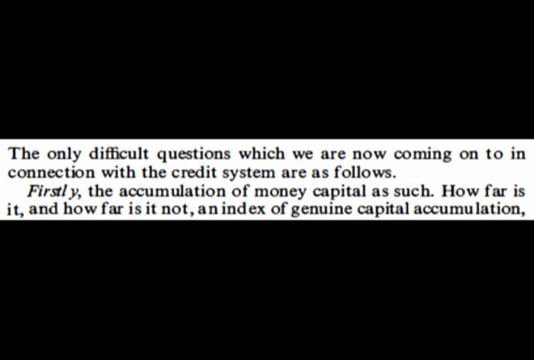 The only difficult questions which we are now coming on to in
connection with the credit system are as follows.
Firstly, the accumulation of money capital as such. How far is
it, and how far is it not, an index of genuine capital accumulation,